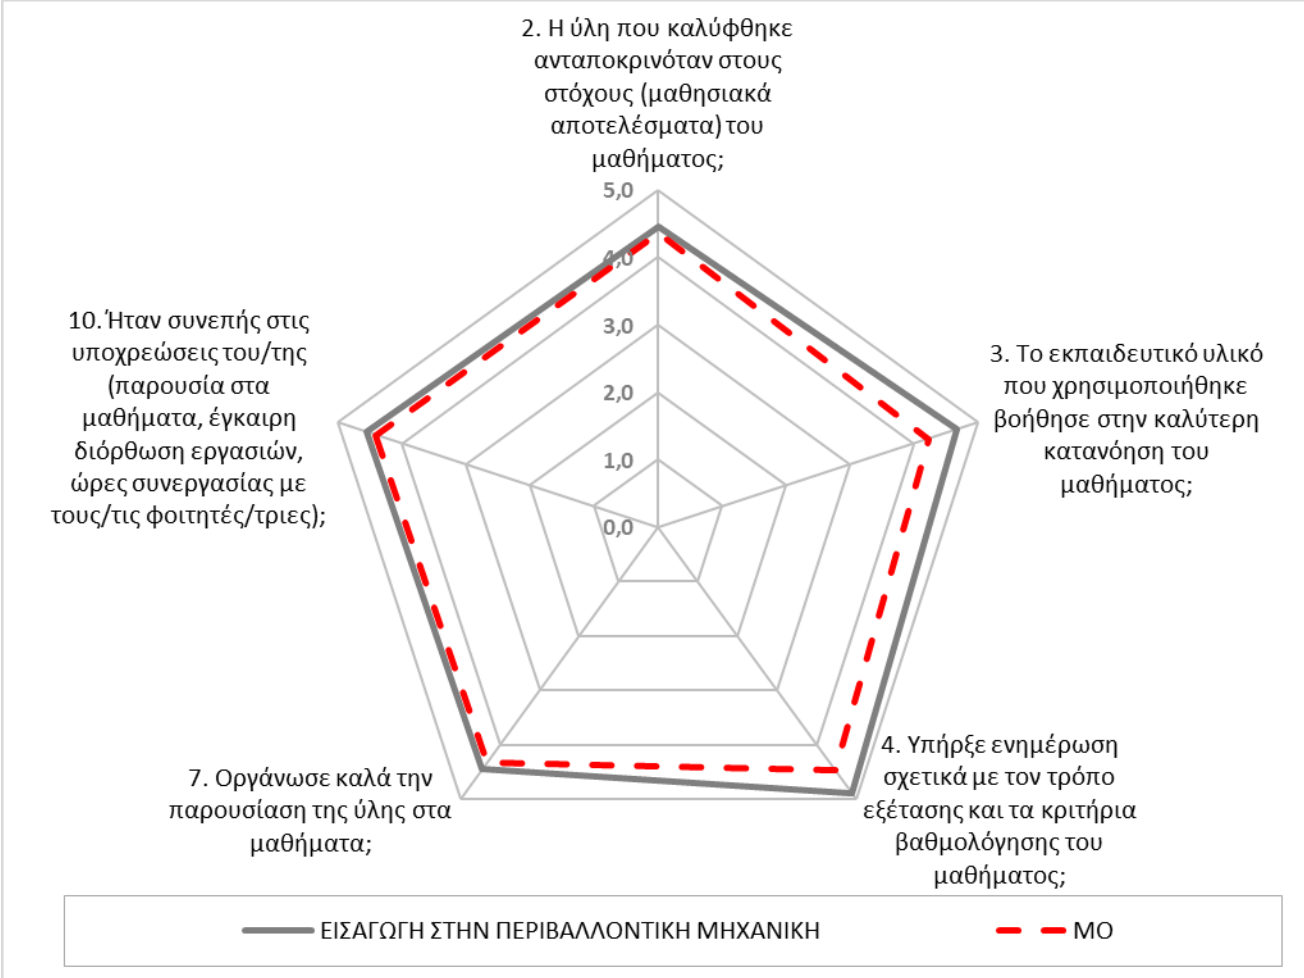 2. Η ύλη που καλύφθηκε
ανταποκρινόταν στους
στόχους (μαθησιακά
αποτελέσματα) του
μαθήματος;
5,0
4,0
3,0
2,0
1,0
0,0
10. Ήταν συνεπής στις
υποχρεώσεις του/της
(παρουσία στα
μαθήματα, έγκαιρη
διόρθωση εργασιών,
ώρες συνεργασίας με
τους/τις φοιτητές/τριες);
3. Το εκπαιδευτικό υλικό
που χρησιμοποιήθηκε
βοήθησε στην καλύτερη
κατανόηση του
μαθήματος;
7. Οργάνωσε καλά την
παρουσίαση της ύλης στα
μαθήματα;
4. Υπήρξε ενημέρωση
σχετικά με τον τρόπο
εξέτασης και τα κριτήρια
βαθμολόγησης του
μαθήματος;
ΕΙΣΑΓΩΓΗ ΣΤΗΝ ΠΕΡΙΒΑΛΛΟΝΤΙΚΗ ΜΗΧΑΝΙΚΗ
ΜΟ